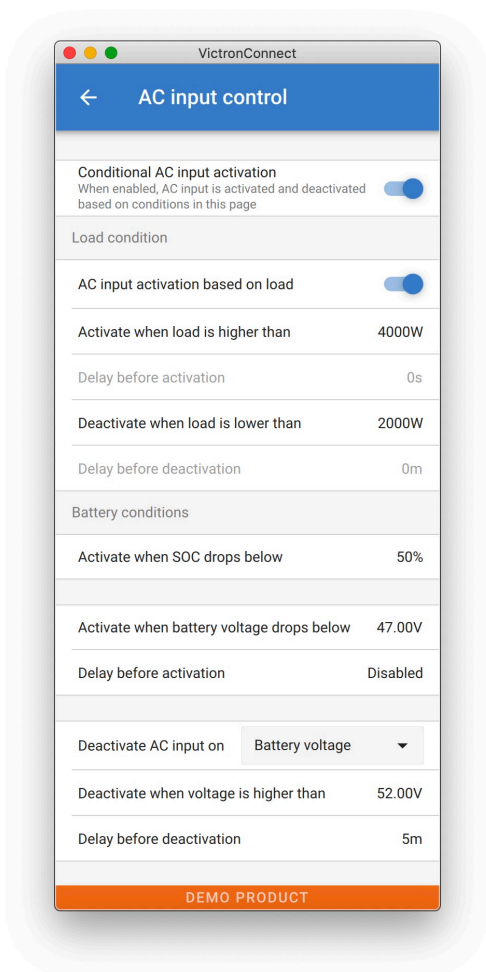 VictronConnect
AC input control
Conditional AC input activation
When enabled, AC input is activated and deactivated
based on conditions in this page
Load condition
AC input activation based on load
Activate when load is higher than 4000W
Delay before activation 0s
Deactivate when load is lower than 2000W
Delay before deactivation 0m
Battery conditions
Activate when SOC drops below 50%
Activate when battery voltage drops below 47.00V
Delay before activation Disabled
Deactivate AC input on Battery voltage
Deactivate when voltage is higher than 52.00V
Delay before deactivation 5m
DEMO PRODUCT